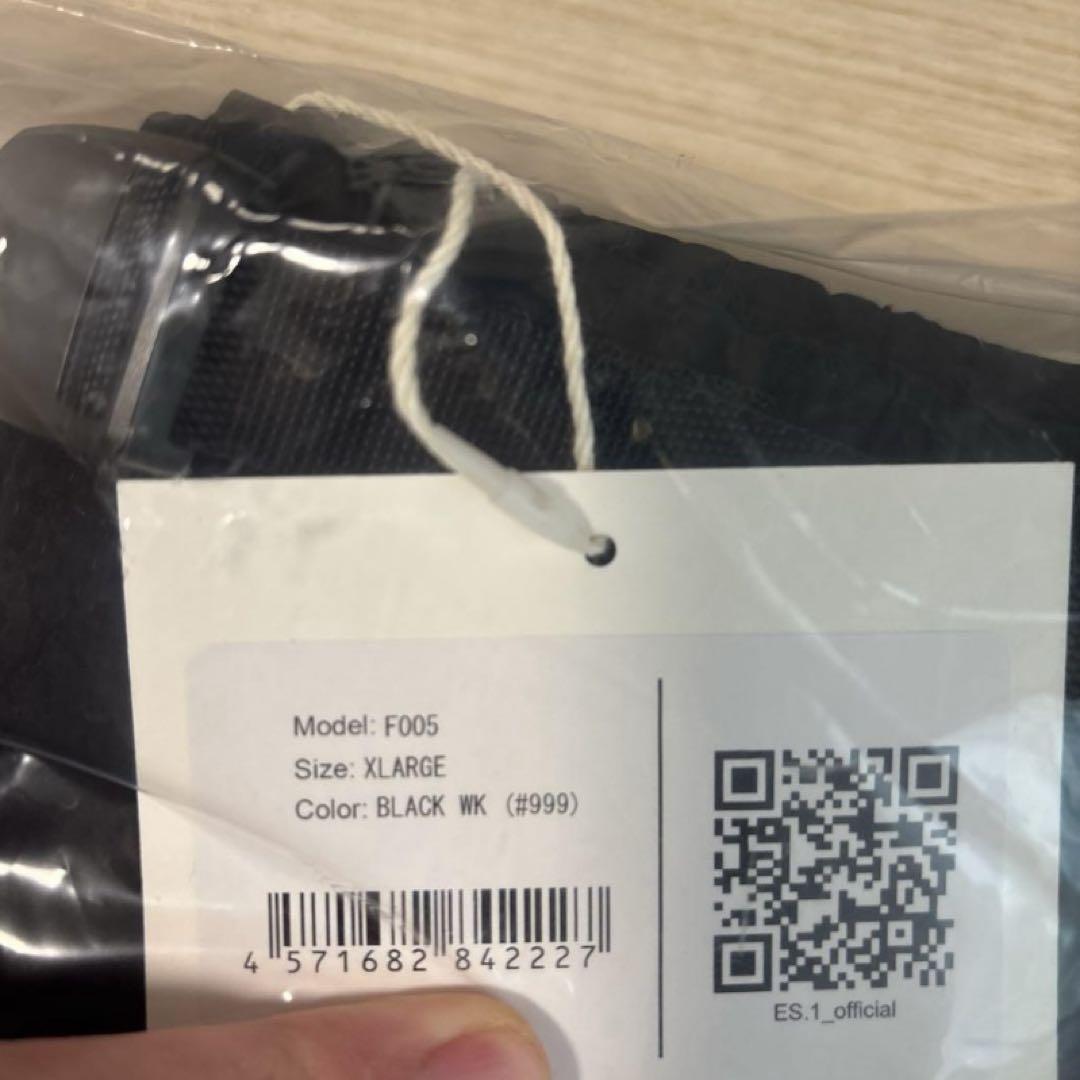 Model: F005
Size: XLARGE
Color: BLACK WK (#999)
4 571682 842227
ES.1_official